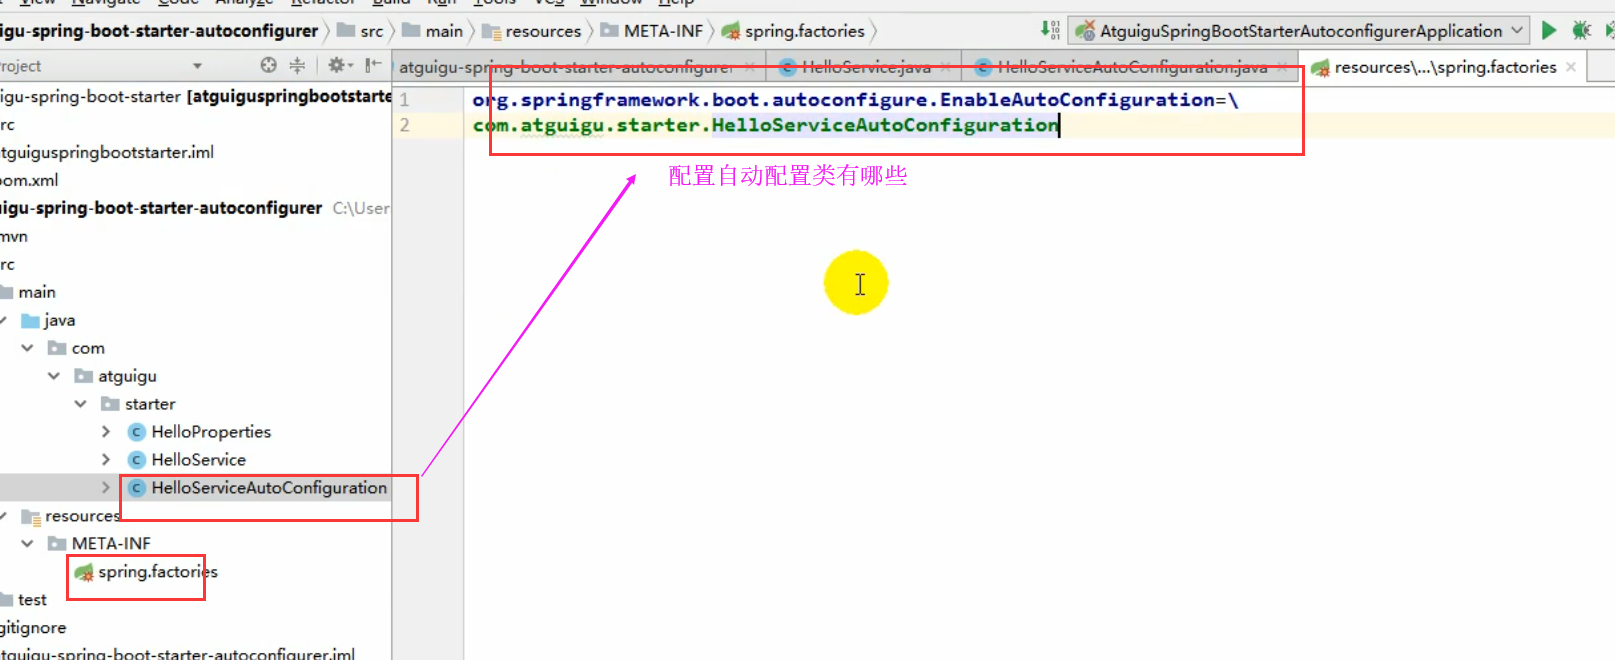 View Navigate Code Analyze Refactor Build Run Tools VCS Window Help
igu-spring-boot-starter-autoconfigurer src main resources META-INF spring.factories AtguiguSpringBootStarterAutoconfigurerApplication
roject
atguigu-spring-boot-starter-autoconfigurer HelloService.java HelloServiceAutoConfiguration.java resources\...\spring.factories
igu-spring-boot-starter [atguiguspringbootstarte
rc
tguiguspringbootstarter.iml
pom.xml
igu-spring-boot-starter-autoconfigurer C:\User
mvn
rc
main
java
com
atguigu
starter
HelloProperties
HelloService
HelloServiceAutoConfiguration
resources
META-INF
spring.factories
test
gitignore
tguigu-spring-boot-starter-autoconfigurer.iml
1 org.springframework.boot.autoconfigure.EnableAutoConfiguration=\
2 com.atguigu.starter.HelloServiceAutoConfiguration
配置自动配置类有哪些